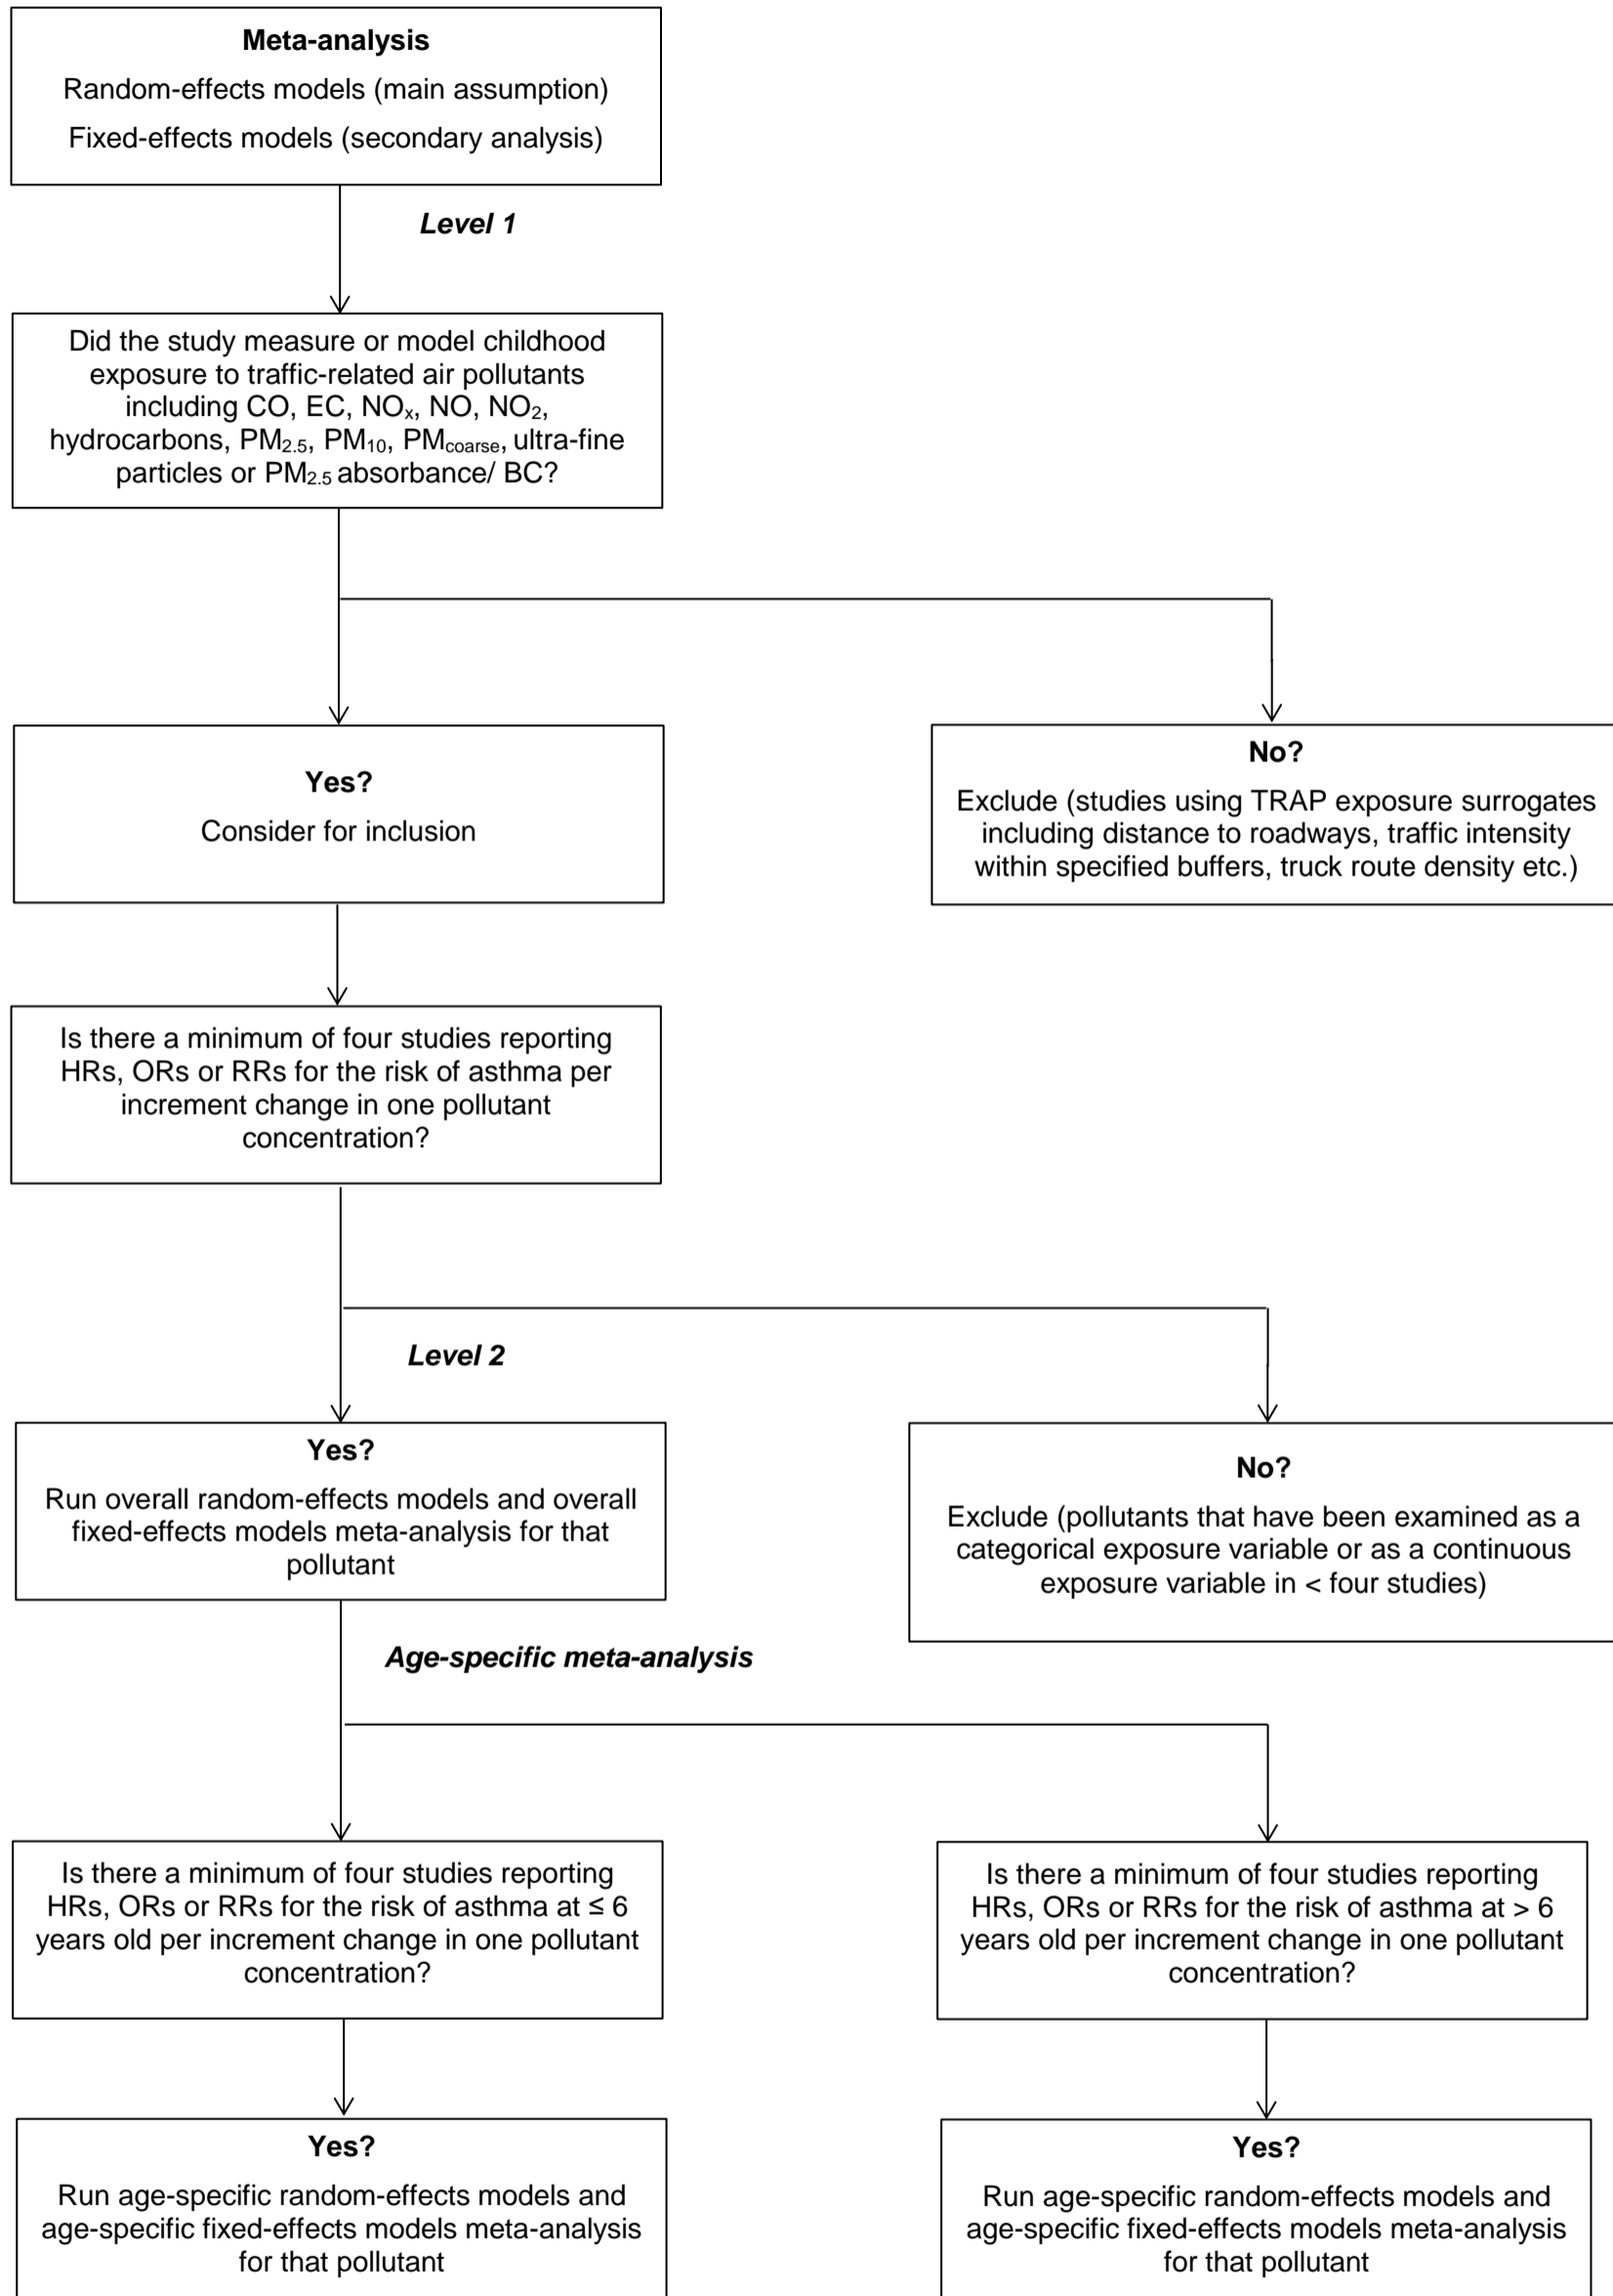 Meta-analysis
Random-effects models (main assumption)
Fixed-effects models (secondary analysis)
Level 1
Did the study measure or model childhood
exposure to traffic-related air pollutants
including CO, EC, NOx, NO, NO2,
hydrocarbons, PM2.5, PM10, PMcoarse, ultra-fine
particles or PM2.5 absorbance/ BC?
Yes?
Consider for inclusion
No?
Exclude (studies using TRAP exposure surrogates
including distance to roadways, traffic intensity
within specified buffers, truck route density etc.)
Is there a minimum of four studies reporting
HRs, ORs or RRs for the risk of asthma per
increment change in one pollutant
concentration?
Level 2
Yes?
Run overall random-effects models and overall
fixed-effects models meta-analysis for that
pollutant
No?
Exclude (pollutants that have been examined as a
categorical exposure variable or as a continuous
exposure variable in < four studies)
Age-specific meta-analysis
Is there a minimum of four studies reporting
HRs, ORs or RRs for the risk of asthma at ≤ 6
years old per increment change in one pollutant
concentration?
Is there a minimum of four studies reporting
HRs, ORs or RRs for the risk of asthma at > 6
years old per increment change in one pollutant
concentration?
Yes?
Run age-specific random-effects models and
age-specific fixed-effects models meta-analysis
for that pollutant
Yes?
Run age-specific random-effects models and
age-specific fixed-effects models meta-analysis
for that pollutant